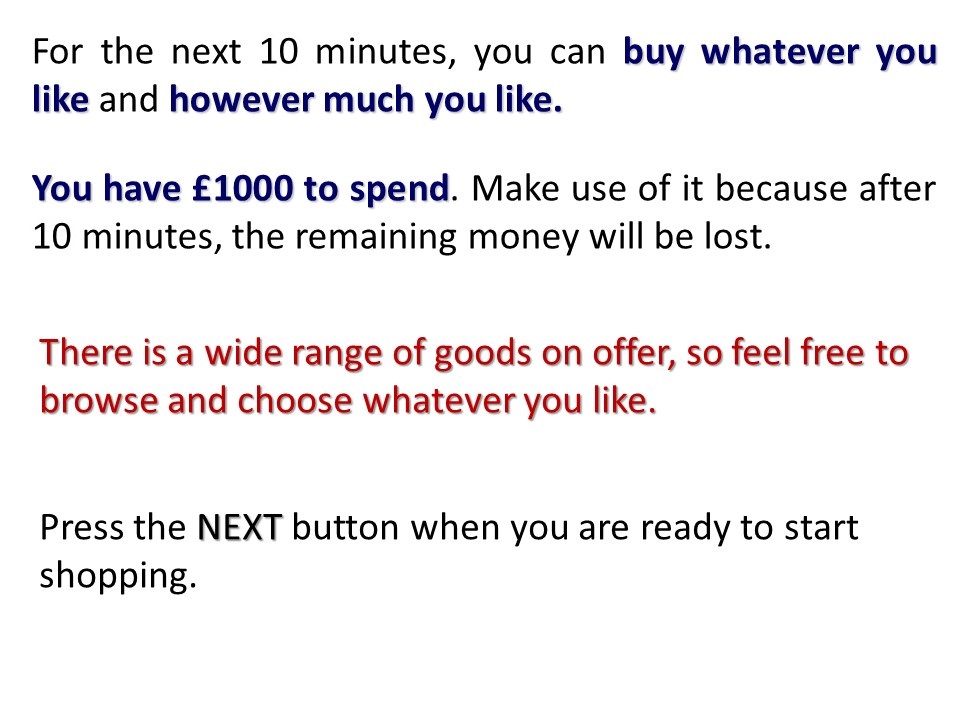 For the next 10 minutes, you can buy whatever you
like and however much you like.
You have £1000 to spend. Make use of it because after
10 minutes, the remaining money will be lost.
There is a wide range of goods on offer, so feel free to
browse and choose whatever you like.
Press the NEXT button when you are ready to start
shopping.